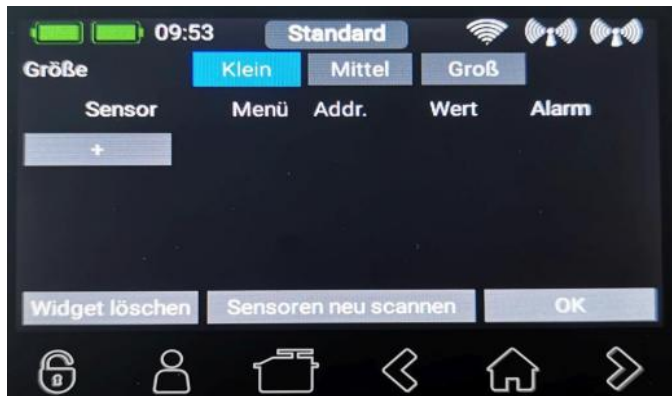 09:53 Standard
Größe Klein Mittel Groß
Sensor Menü Addr. Wert Alarm
+
Widget löschen Sensoren neu scannen OK